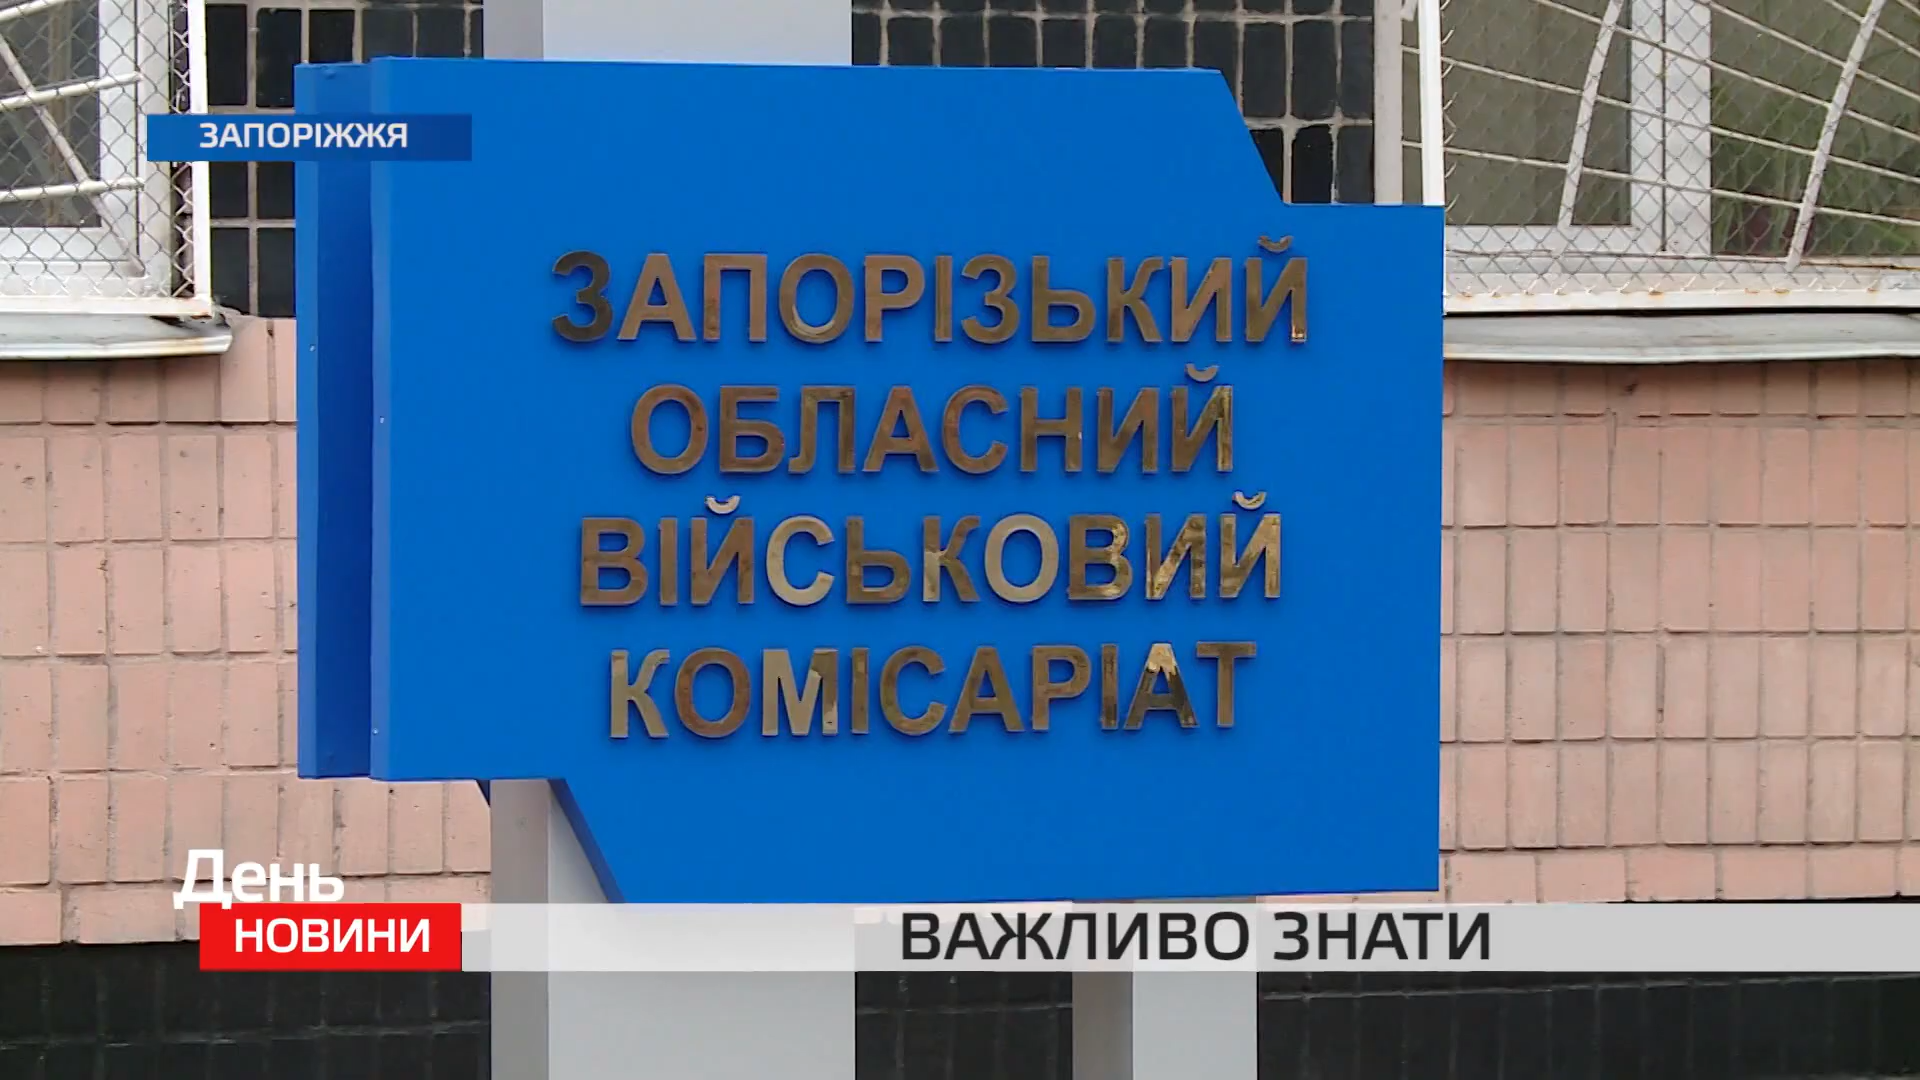 ЗАПОРІЖЖЯ
ЗАПОРІЗЬКИЙ
ОБЛАСНИЙ
ВІЙСЬКОВИЙ
КОМІСАРІАТ
День
НОВИНИ
ВАЖЛИВО ЗНАТИ